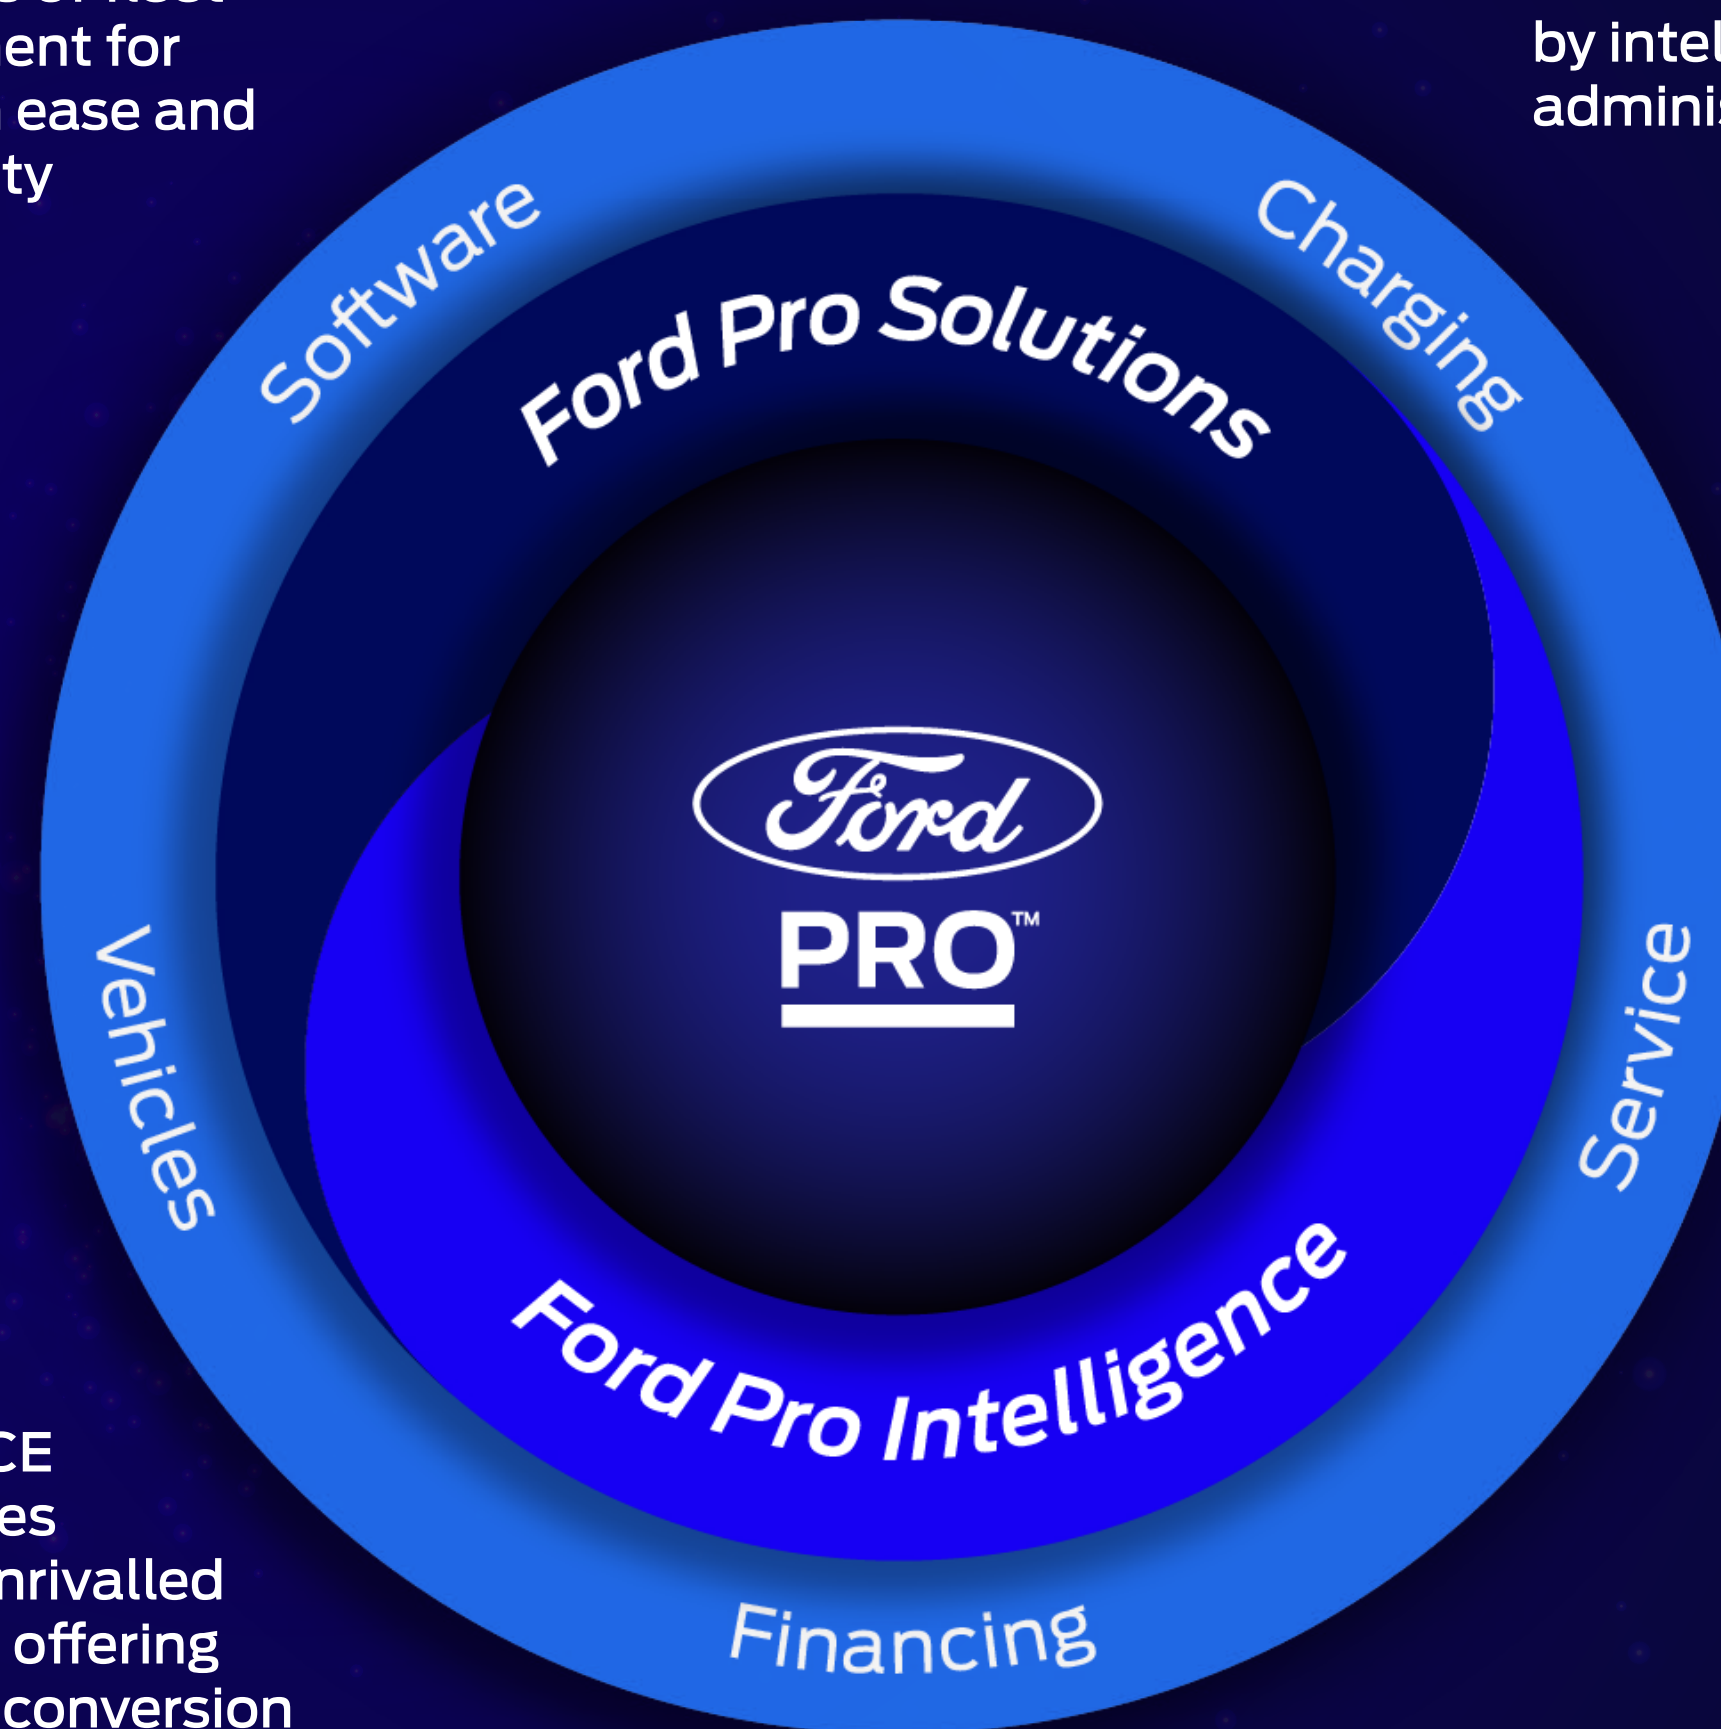 ent for
ease and
ty
by intel
adminis
Software
Charging
Ford Pro Solutions
Ford
PRO™
Vehicles
Service
Ford Pro Intelligence
Financing
CE
es
nrivalled
offering
conversion